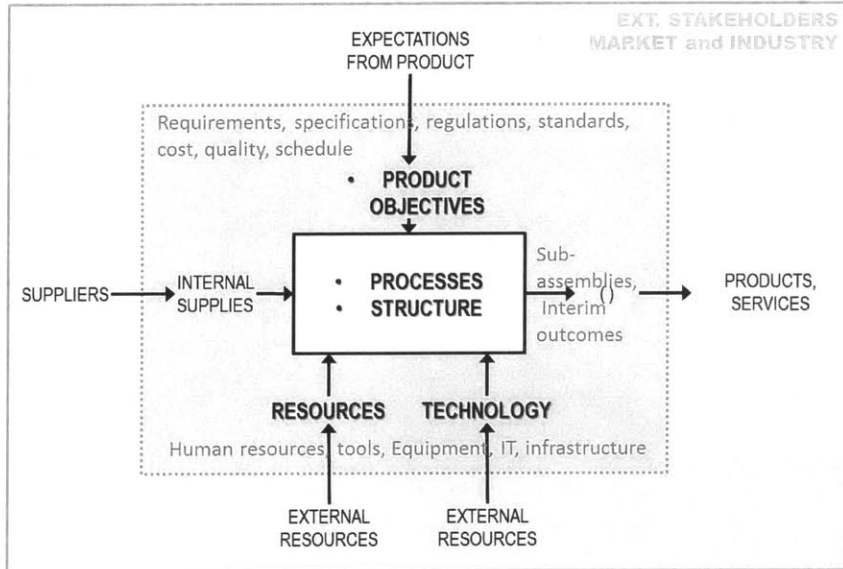 EXT. STAKEHOLDERS
MARKET and INDUSTRY
EXPECTATIONS
FROM PRODUCT
Requirements, specifications, regulations, standards,
cost, quality, schedule
• PRODUCT
OBJECTIVES
SUPPLIERS
INTERNAL
SUPPLIES
• PROCESSES
• STRUCTURE
Sub-
assemblies,
()
Interim
outcomes
PRODUCTS,
SERVICES
RESOURCES
TECHNOLOGY
Human resources, tools, Equipment, IT, infrastructure
EXTERNAL
RESOURCES
EXTERNAL
RESOURCES